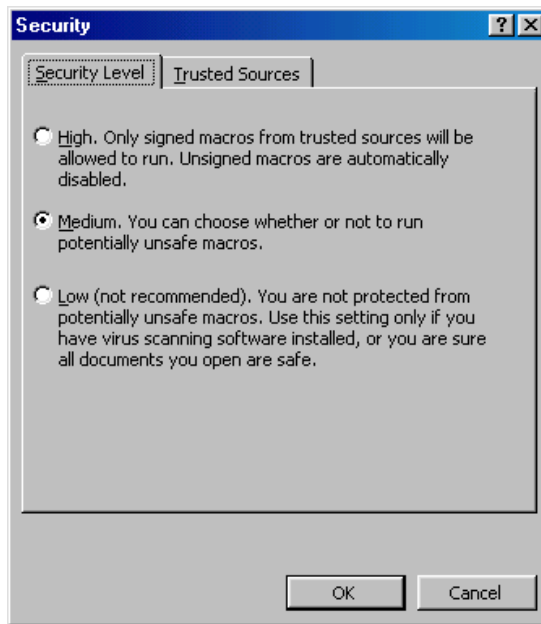 Security
Security Level
Trusted Sources
High. Only signed macros from trusted sources will be
allowed to run. Unsigned macros are automatically
disabled.
Medium. You can choose whether or not to run
potentially unsafe macros.
Low (not recommended). You are not protected from
potentially unsafe macros. Use this setting only if you
have virus scanning software installed, or you are sure
all documents you open are safe.
OK
Cancel